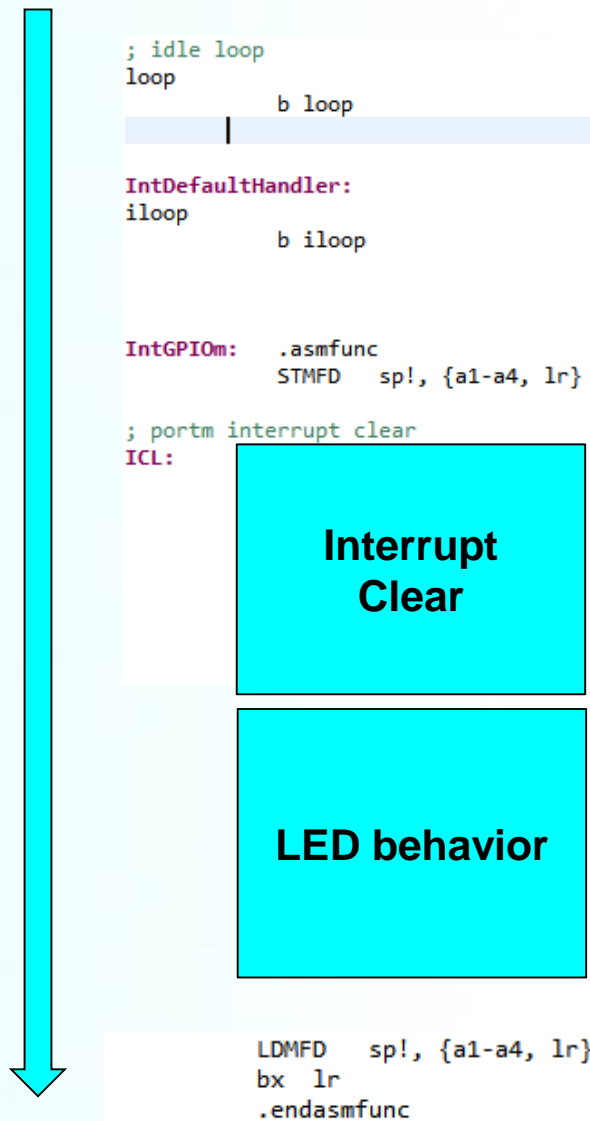 ; idle loop
loop
b loop
IntDefaultHandler:
iloop
b iloop
IntGPIOm: .asmfunc
STMFD sp!, {a1-a4, lr}
; portm interrupt clear
ICL:
Interrupt
Clear
LED behavior
LDMFD sp!, {a1-a4, lr}
bx lr
.endasmfunc